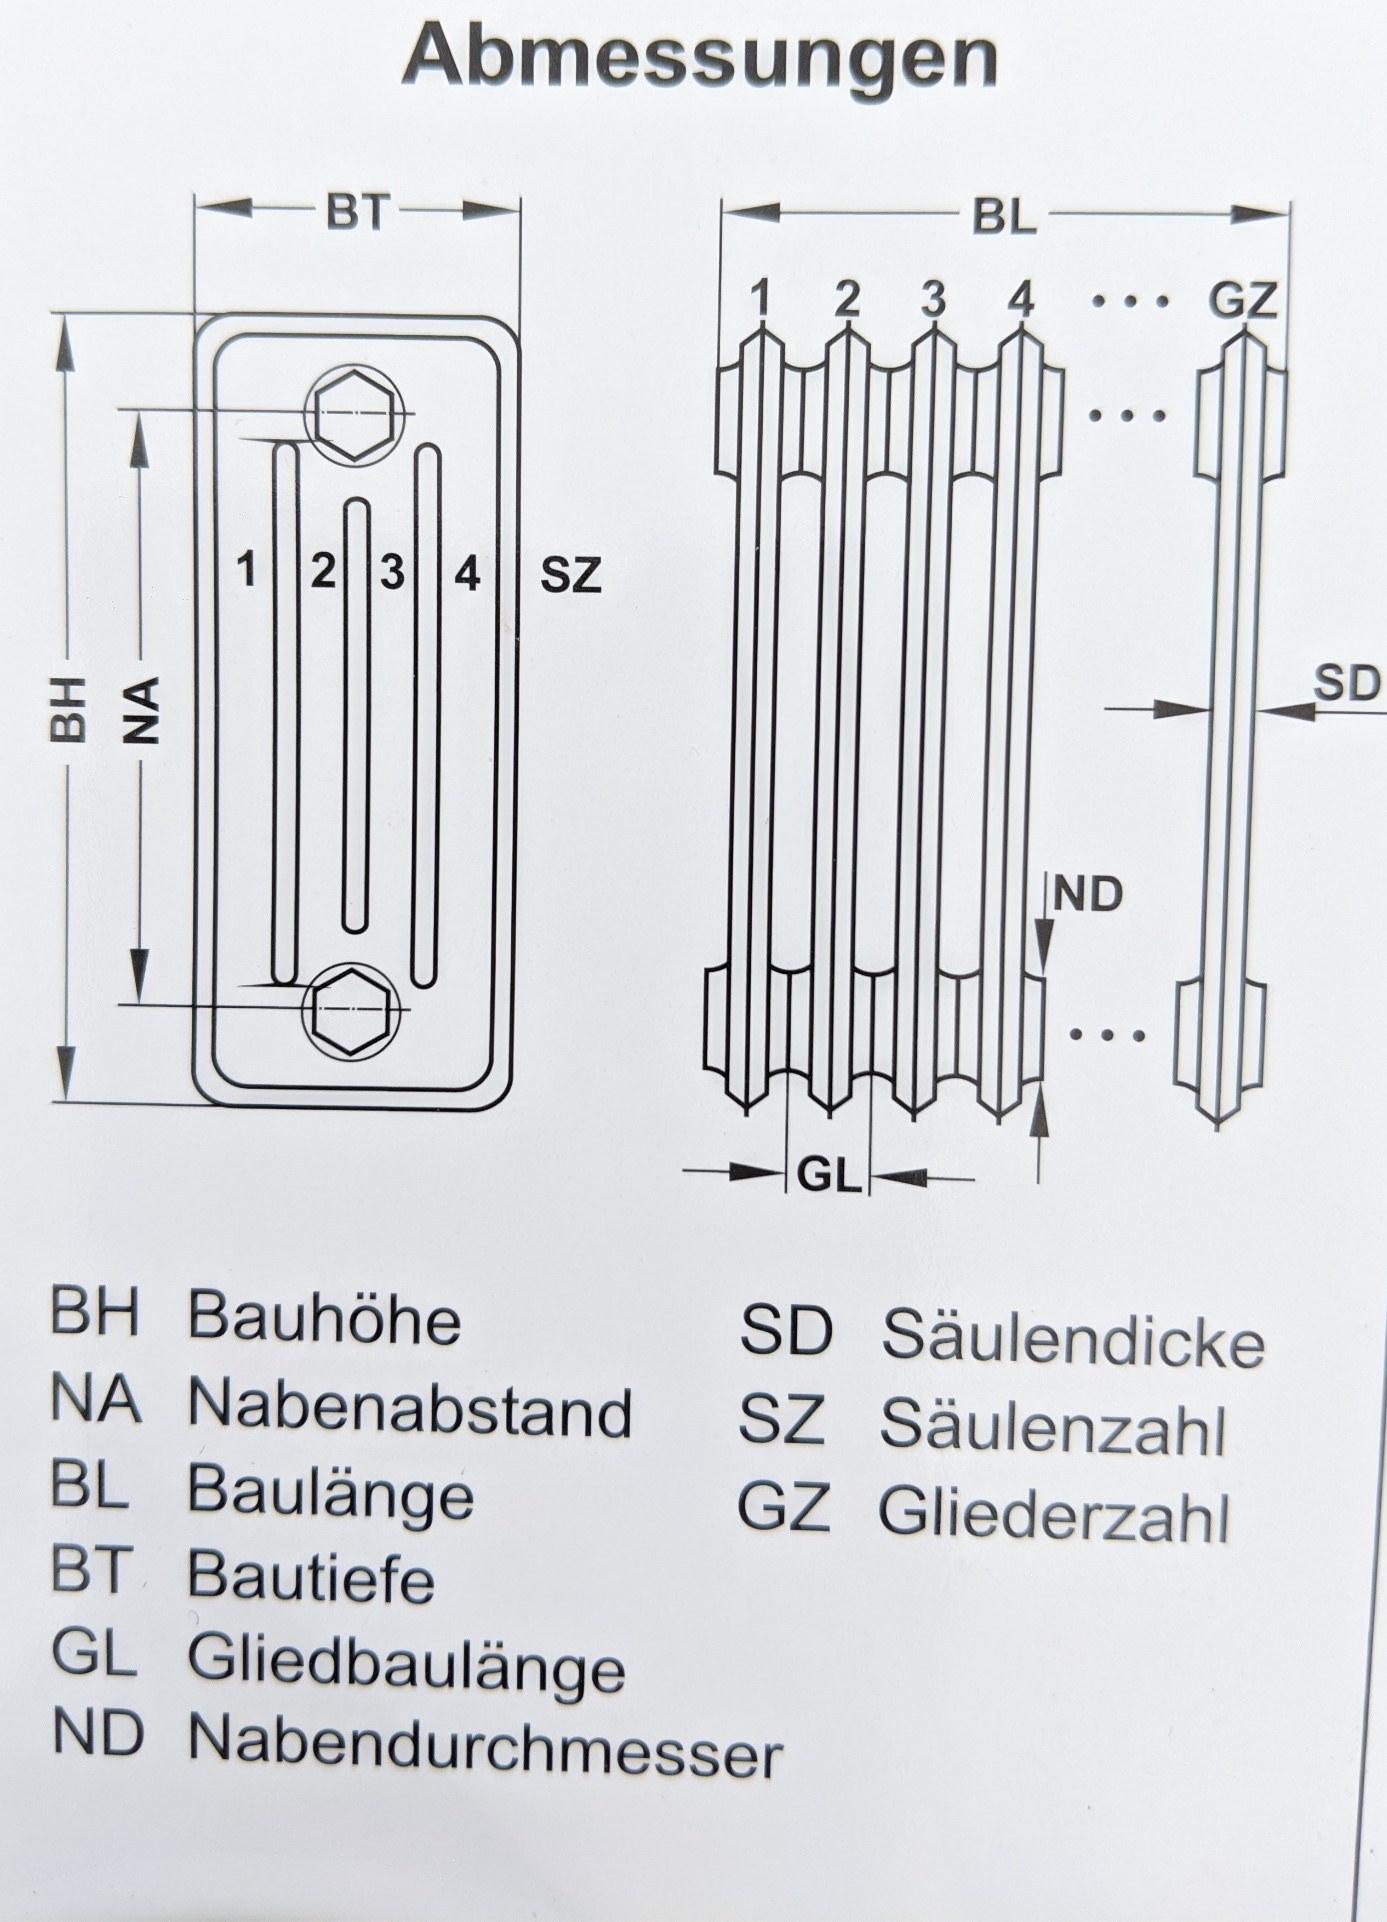 Abmessungen
BT
BL
1 2 3 4 ... GZ
...
1 2 3 4 SZ
BH
NA
SD
ND
...
GL
BH Bauhöhe
NA Nabenabstand
BL Baulänge
BT Bautiefe
GL Gliedbaulänge
ND Nabendurchmesser
SD Säulendicke
SZ Säulenzahl
GZ Gliederzahl